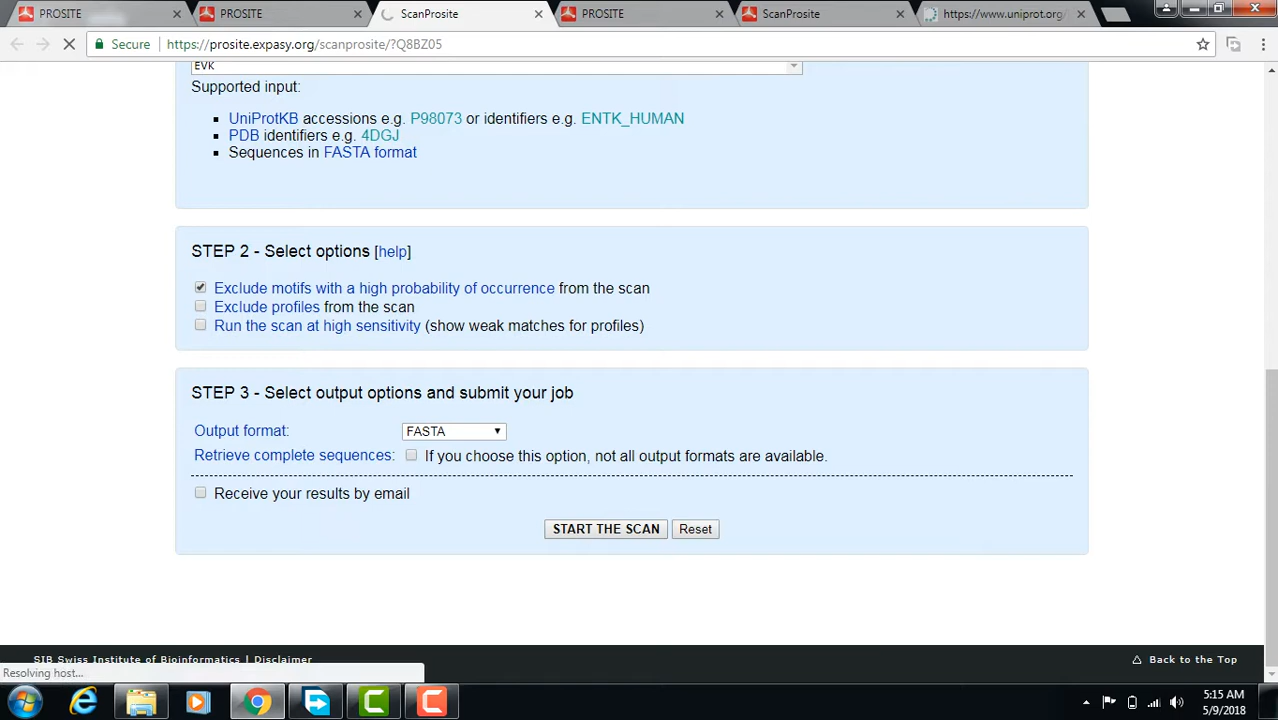 PROSITE
PROSITE
ScanProsite
PROSITE
ScanProsite
https://www.uniprot.org/
Secure
https://prosite.expasy.org/scanprosite/?Q8BZ05
EVK
Supported input:
UniProtKB accessions e.g. P98073 or identifiers e.g. ENTK_HUMAN
PDB identifiers e.g. 4DGJ
Sequences in FASTA format
STEP 2 - Select options [help]
Exclude motifs with a high probability of occurrence from the scan
Exclude profiles from the scan
Run the scan at high sensitivity (show weak matches for profiles)
STEP 3 - Select output options and submit your job
Output format: FASTA
Retrieve complete sequences: If you choose this option, not all output formats are available.
Receive your results by email
START THE SCAN Reset
SIB Swiss Institute of Bioinformatics | Disclaimer
Back to the Top
Resolving host...
5:15 AM
5/9/2018